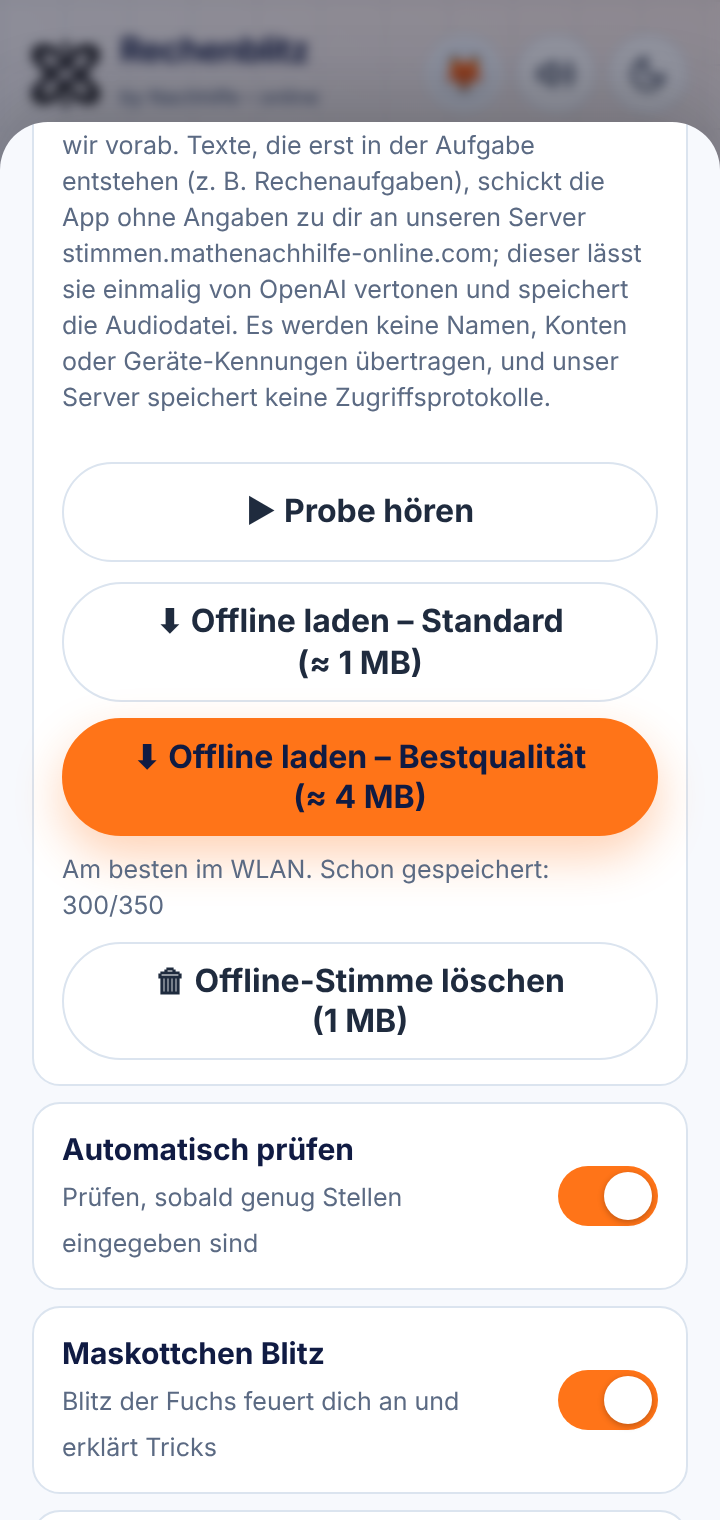 Rechenblitz
wir vorab. Texte, die erst in der Aufgabe
entstehen (z. B. Rechenaufgaben), schickt die
App ohne Angaben zu dir an unseren Server
stimmen.mathenachhilfe-online.com; dieser lässt
sie einmalig von OpenAI vertonen und speichert
die Audiodatei. Es werden keine Namen, Konten
oder Geräte-Kennungen übertragen, und unser
Server speichert keine Zugriffsprotokolle.
▶ Probe hören
⬇ Offline laden – Standard
(≈ 1 MB)
⬇ Offline laden – Bestqualität
(≈ 4 MB)
Am besten im WLAN. Schon gespeichert:
300/350
🗑 Offline-Stimme löschen
(1 MB)
Automatisch prüfen
Prüfen, sobald genug Stellen
eingegeben sind
Maskottchen Blitz
Blitz der Fuchs feuert dich an und
erklärt Tricks